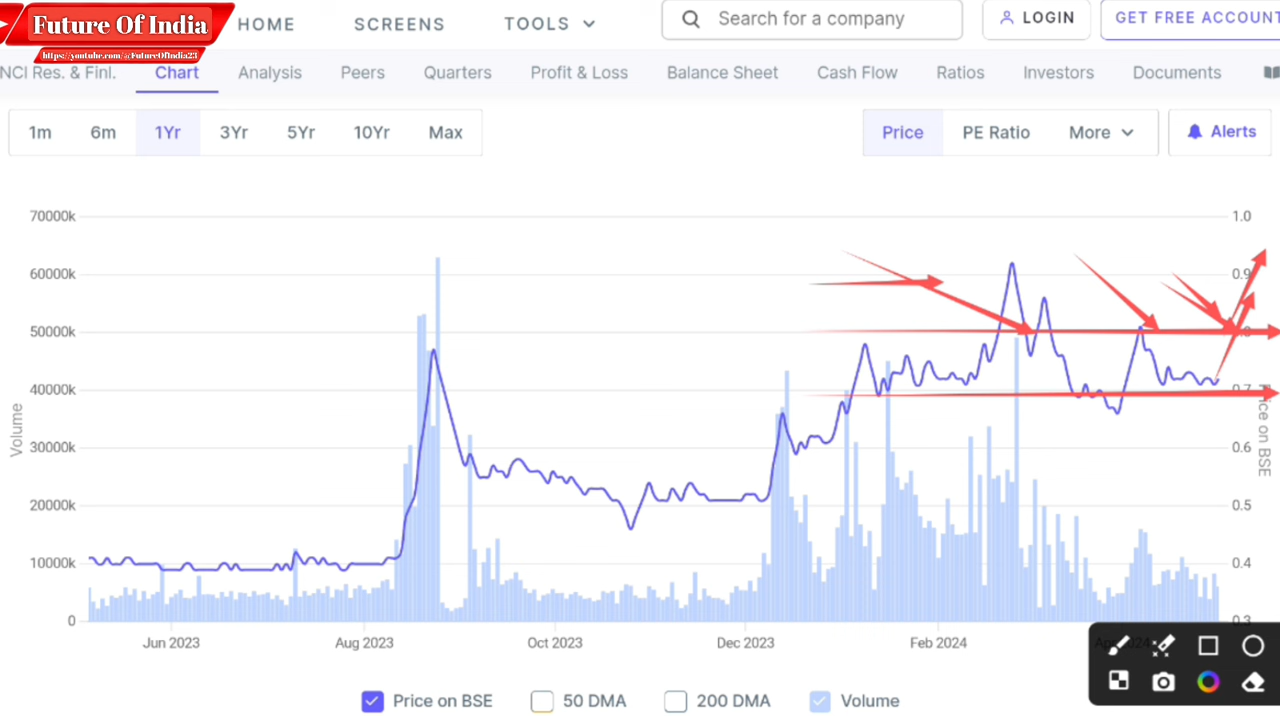 Future Of India
https://youtube.com/@FutureOfIndia23
HOME SCREENS TOOLS Search for a company LOGIN GET FREE ACCOUNT
NCI Res. & Finl. Chart Analysis Peers Quarters Profit & Loss Balance Sheet Cash Flow Ratios Investors Documents
1m 6m 1Yr 3Yr 5Yr 10Yr Max Price PE Ratio More Alerts
70000k 1.0
60000k 0.9
50000k
40000k 0.7
30000k 0.6
20000k 0.5
10000k 0.4
0 0.3
Volume
Price on BSE
Jun 2023 Aug 2023 Oct 2023 Dec 2023 Feb 2024 Apr 2024
Price on BSE 50 DMA 200 DMA Volume